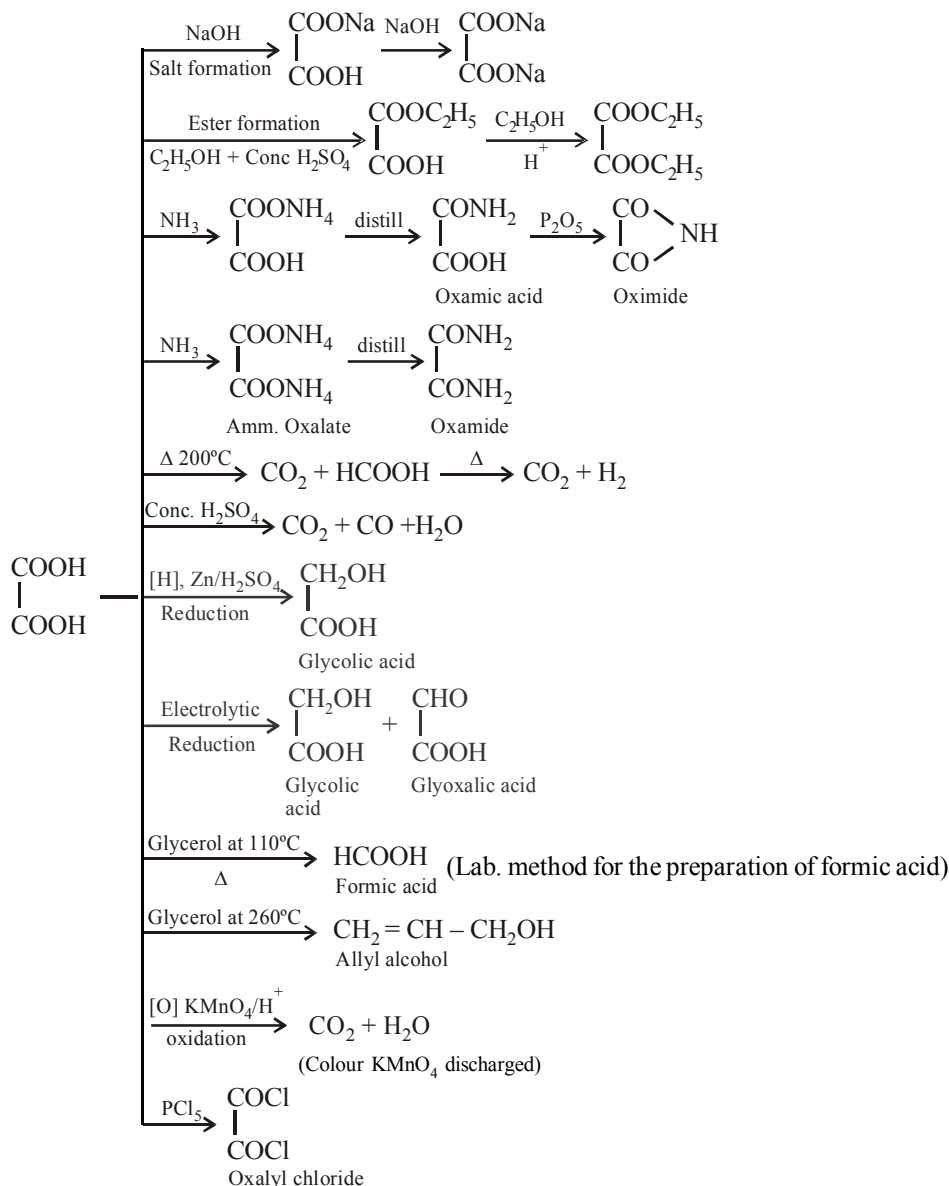 NaOH COONa NaOH COONa
Salt formation COOH COONa
Ester formation COOC₂H₅ C₂H₅OH COOC₂H₅
C₂H₅OH + Conc H₂SO₄ COOH H⁺ COOC₂H₅
NH₃ COONH₄ distill CONH₂ P₂O₅ CO NH
COOH COOH CO
Oxamic acid Oximide
NH₃ COONH₄ distill CONH₂
COONH₄ CONH₂
Amm. Oxalate Oxamide
Δ 200ºC CO₂ + HCOOH Δ CO₂ + H₂
Conc. H₂SO₄ CO₂ + CO +H₂O
COOH
COOH
[H], Zn/H₂SO₄ CH₂OH
Reduction COOH
Glycolic acid
Electrolytic CH₂OH + CHO
Reduction COOH COOH
Glycolic Glyoxalic acid
acid
Glycerol at 110ºC HCOOH (Lab. method for the preparation of formic acid)
Δ Formic acid
Glycerol at 260ºC CH₂ = CH – CH₂OH
Allyl alcohol
[O] KMnO₄/H⁺ CO₂ + H₂O
oxidation
(Colour KMnO₄ discharged)
PCl₅ COCl
COCl
Oxalyl chloride